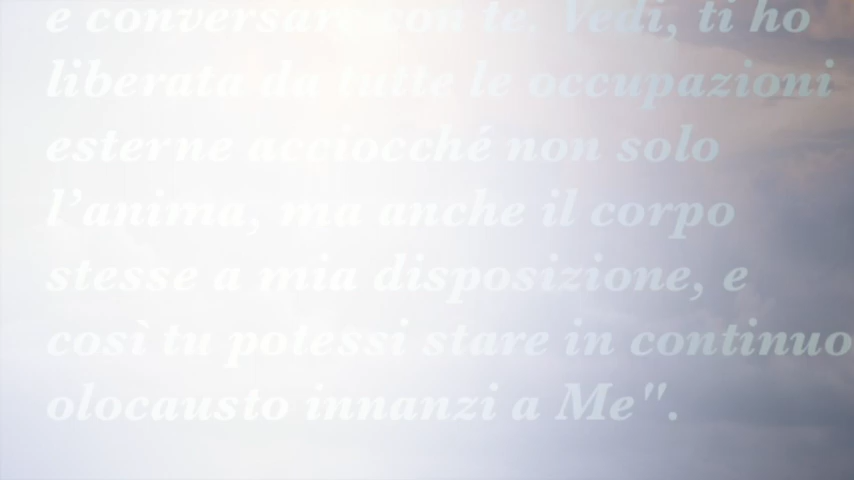 e conversare con te. Vedi, ti ho
liberata da tutte le occupazioni
esterne acciocché non solo
l’anima, ma anche il corpo
stesse a mia disposizione, e
così tu potessi stare in continuo
olocausto innanzi a Me".